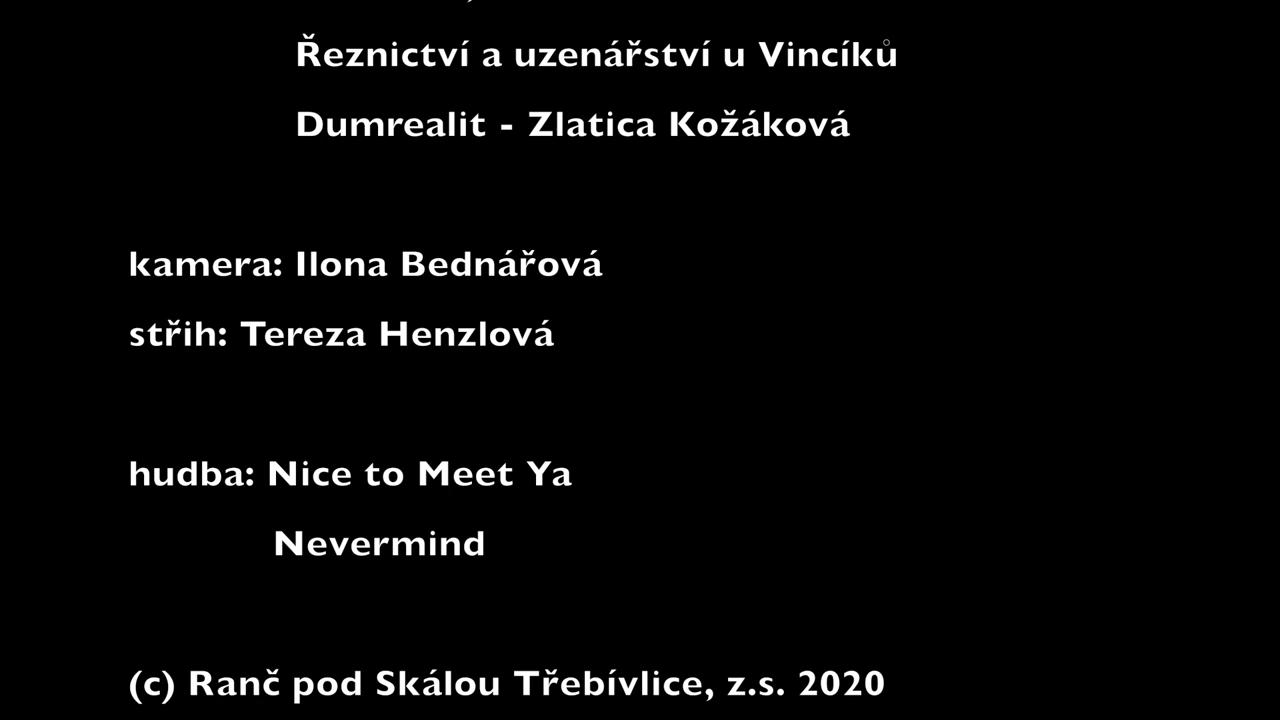 Řeznictví a uzenářství u Vincíků
Dumrealit - Zlatica Kožáková
kamera: Ilona Bednářová
střih: Tereza Henzlová
hudba: Nice to Meet Ya
Nevermind
(c) Ranč pod Skálou Třebívlice, z.s. 2020